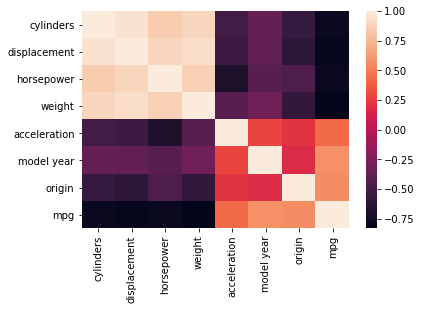 cylinders
displacement
horsepower
weight
acceleration
model year
origin
mpg
cylinders
displacement
horsepower
weight
acceleration
model year
origin
mpg
1.00
0.75
0.50
0.25
0.00
−0.25
−0.50
−0.75